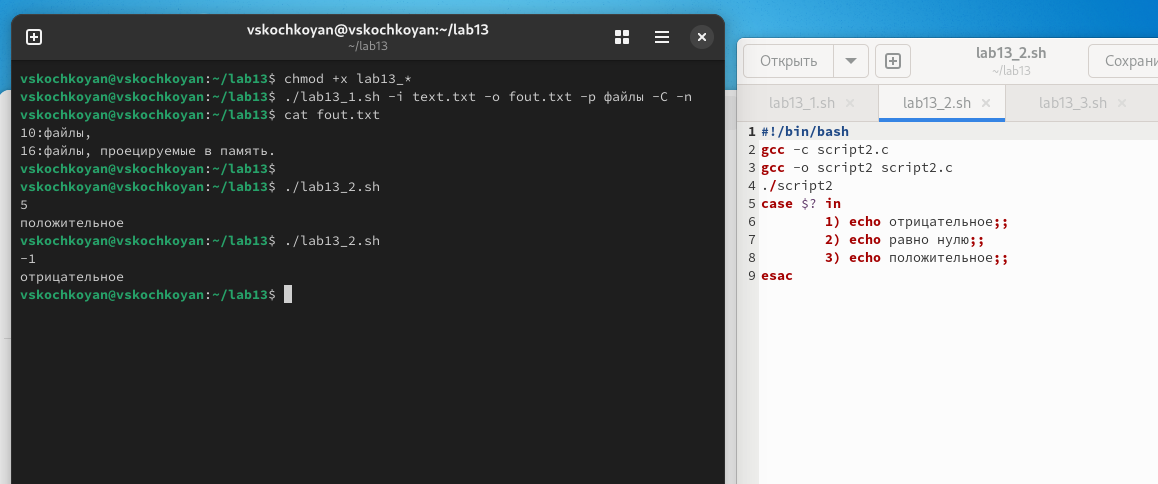 vskochkoyan@vskochkoyan:~/lab13
~/lab13
vskochkoyan@vskochkoyan:~/lab13$ chmod +x lab13_*
vskochkoyan@vskochkoyan:~/lab13$ ./lab13_1.sh -i text.txt -o fout.txt -p файлы -C -n
vskochkoyan@vskochkoyan:~/lab13$ cat fout.txt
10:файлы,
16:файлы, проецируемые в память.
vskochkoyan@vskochkoyan:~/lab13$
vskochkoyan@vskochkoyan:~/lab13$ ./lab13_2.sh
5
положительное
vskochkoyan@vskochkoyan:~/lab13$ ./lab13_2.sh
-1
отрицательное
vskochkoyan@vskochkoyan:~/lab13$
Открыть
lab13_2.sh
~/lab13
Сохрани
lab13_1.sh
lab13_2.sh
lab13_3.sh
1 #!/bin/bash
2 gcc -c script2.c
3 gcc -o script2 script2.c
4 ./script2
5 case $? in
6 1) echo отрицательное;;
7 2) echo равно нулю;;
8 3) echo положительное;;
9 esac